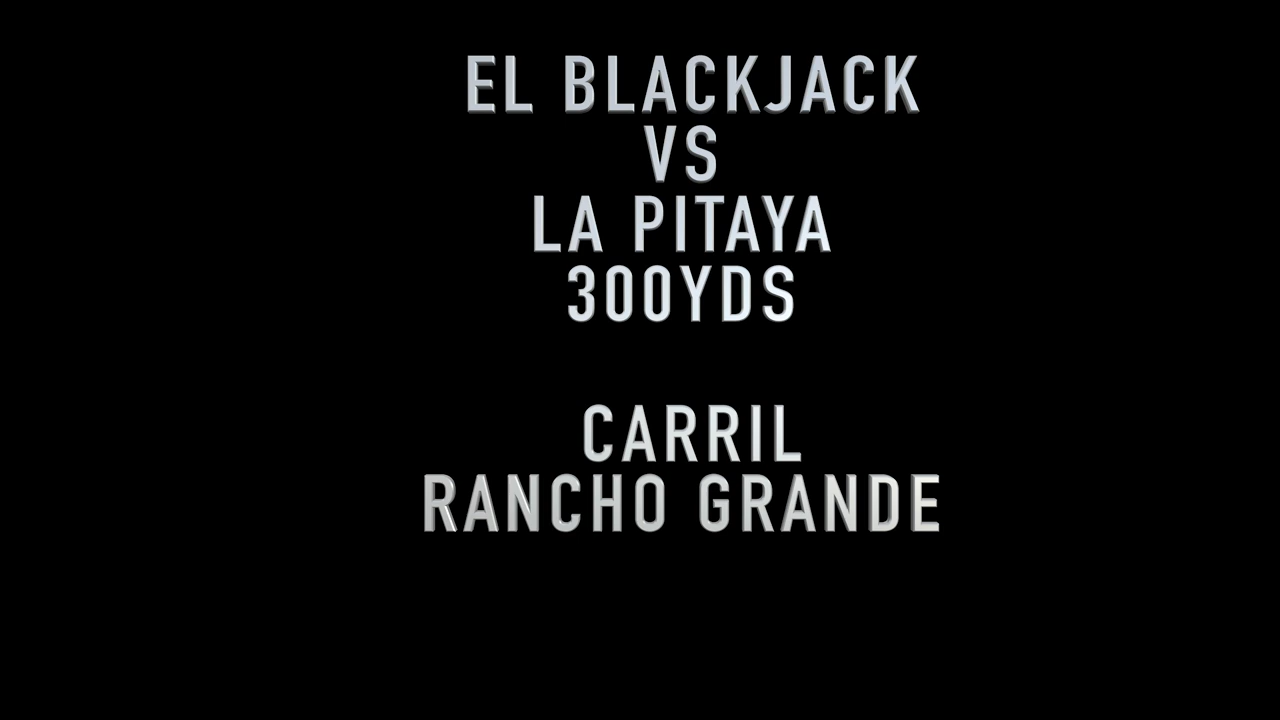 EL BLACKJACK
VS
LA PITAYA
300YDS
CARRIL
RANCHO GRANDE